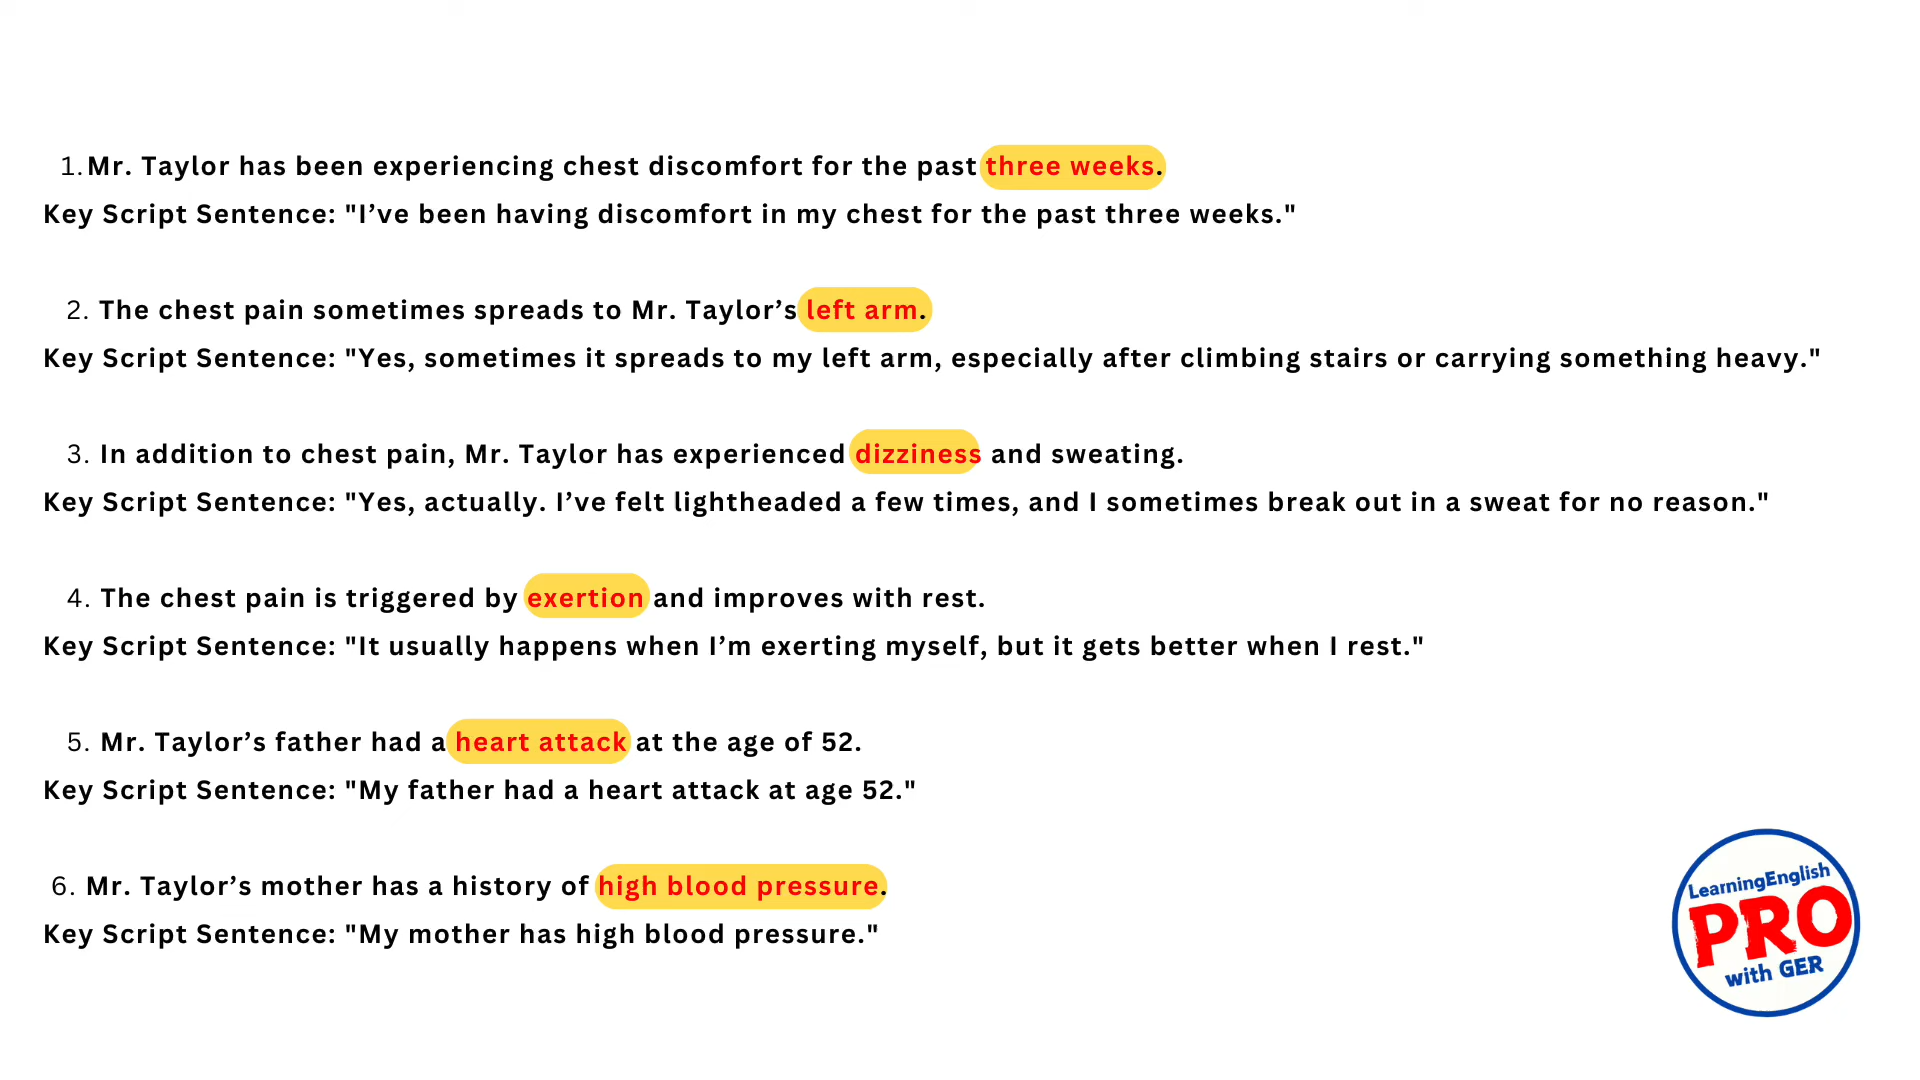 1. Mr. Taylor has been experiencing chest discomfort for the past three weeks.
Key Script Sentence: "I’ve been having discomfort in my chest for the past three weeks."
2. The chest pain sometimes spreads to Mr. Taylor’s left arm.
Key Script Sentence: "Yes, sometimes it spreads to my left arm, especially after climbing stairs or carrying something heavy."
3. In addition to chest pain, Mr. Taylor has experienced dizziness and sweating.
Key Script Sentence: "Yes, actually. I’ve felt lightheaded a few times, and I sometimes break out in a sweat for no reason."
4. The chest pain is triggered by exertion and improves with rest.
Key Script Sentence: "It usually happens when I’m exerting myself, but it gets better when I rest."
5. Mr. Taylor’s father had a heart attack at the age of 52.
Key Script Sentence: "My father had a heart attack at age 52."
6. Mr. Taylor’s mother has a history of high blood pressure.
Key Script Sentence: "My mother has high blood pressure."
LearningEnglish
PRO
with GER